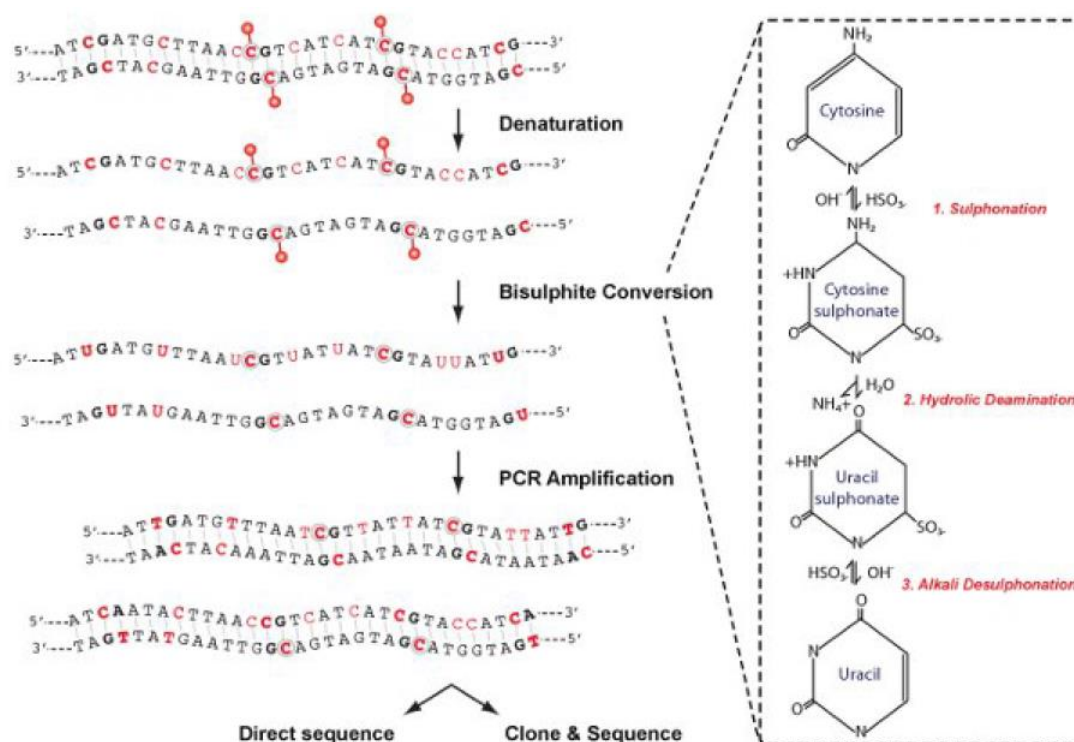 5'----ATCGATGCTTAACCGTCATCATCGTACCATCG----3'
3'----TAGCTACGAATTGGCAGTAGTAGCATGGTAGC----5'
Denaturation
5'----ATCGATGCTTAACCGTCATCATCGTACCATCG----3'
3'----TAGCTACGAATTGGCAGTAGTAGCATGGTAGC----5'
Bisulphite Conversion
5'----ATUGATGUTTAAUCGTUATUATCGTAUUATUG----3'
3'----TAGUTAUGAATTGGCAGTAGTAGCATGGTAGU----5'
PCR Amplification
5'----ATTGATGTTTAATCGTTATTATCGTATTATTG----3'
3'----TAACTACAAATTAGCAATAATAGCATAATAAC----5'
5'----ATCAATACTTAACCGTCATCATCGTACCATCA----3'
3'----TAGTTATGAATTGGCAGTAGTAGCATGGTAGT----5'
Direct sequence
Clone & Sequence
NH₂
Cytosine
O
N
OH⁻ HSO₃-
1. Sulphonation
NH₂
+HN
Cytosine
sulphonate
O
SO₃-
N
H₂O
NH₄+
2. Hydrolic Deamination
O
+HN
Uracil
sulphonate
O
SO₃-
N
HSO₃- OH⁻
3. Alkali Desulphonation
O
N
Uracil
O
N